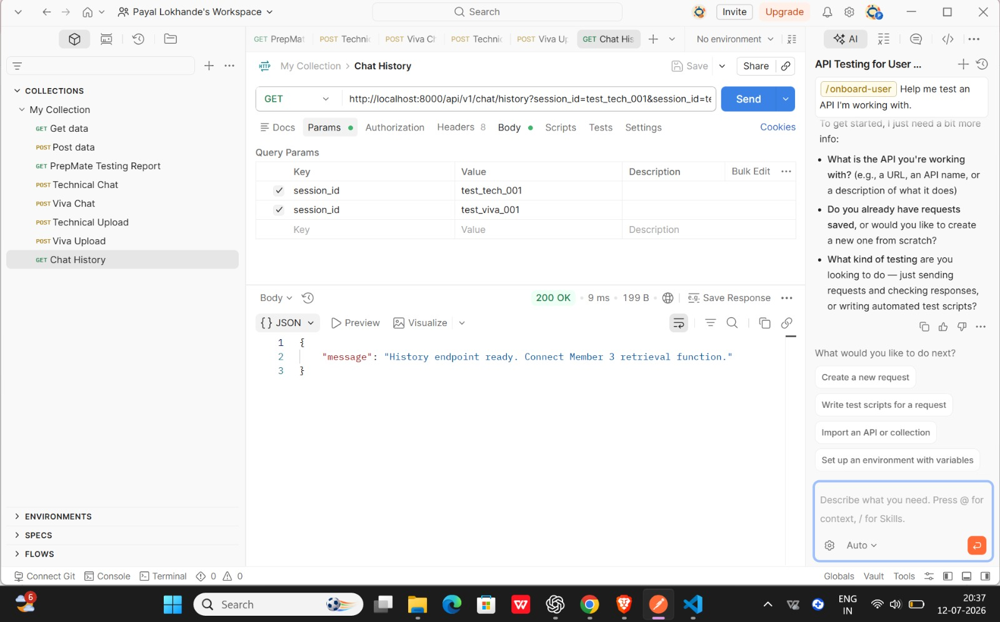 Payal Lokhande's Workspace
Search
Invite
Upgrade
GET PrepMat
POST Technic
POST Viva Ch
POST Technic
POST Viva Up
GET Chat His
No environment
AI
My Collection > Chat History
Save
Share
API Testing for User ...
COLLECTIONS
My Collection
GET Get data
POST Post data
GET PrepMate Testing Report
POST Technical Chat
POST Viva Chat
POST Technical Upload
POST Viva Upload
GET Chat History
ENVIRONMENTS
SPECS
FLOWS
HTTP
GET
http://localhost:8000/api/v1/chat/history?session_id=test_tech_001&session_id=te
Send
Docs
Params
Authorization
Headers 8
Body
Scripts
Tests
Settings
Cookies
Query Params
Key Value Description Bulk Edit
session_id test_tech_001
session_id test_viva_001
Key Value Description
Body
200 OK
9 ms
199 B
e.g. Save Response
{ } JSON
Preview
Visualize
1 {
2 "message": "History endpoint ready. Connect Member 3 retrieval function."
3 }
/onboard-user Help me test an
API I'm working with.
To get started, I just need a bit more
info:
• What is the API you're working
with? (e.g., a URL, an API name, or
a description of what it does)
• Do you already have requests
saved, or would you like to create
a new one from scratch?
• What kind of testing are you
looking to do — just sending
requests and checking responses,
or writing automated test scripts?
What would you like to do next?
Create a new request
Write test scripts for a request
Import an API or collection
Set up an environment with variables
Describe what you need. Press @ for
context, / for Skills.
Auto
Connect Git
Console
Terminal
0
0
Globals
Vault
Tools
6
Search
ENG
IN
20:37
12-07-2026